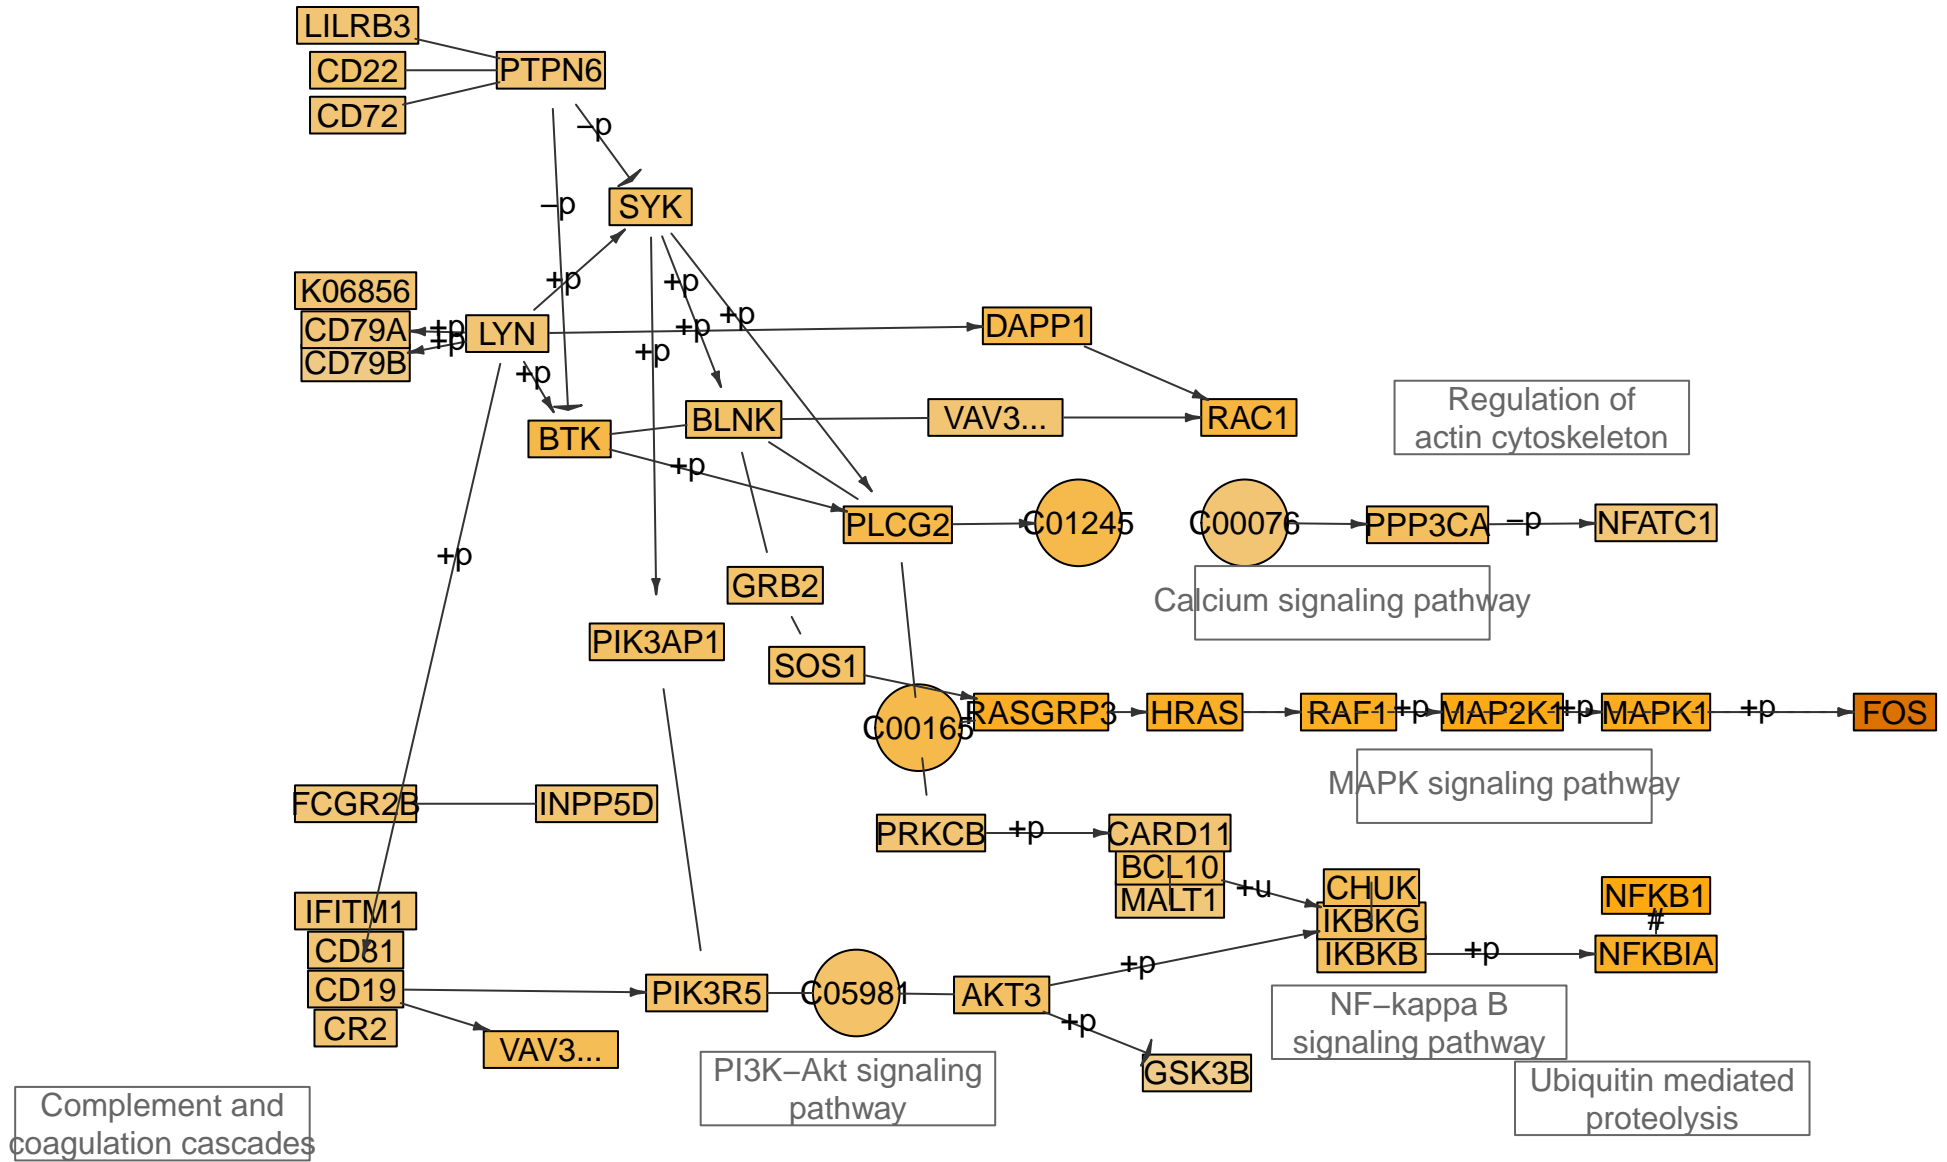 LILRB3
CD22
PTPN6
CD72
–p
SYK
–p
+p
+p
K06856
CD79A
+p
LYN
+p
+p
DAPP1
+p
CD79B
+p
+p
BTK
BLNK
VAV3...
RAC1
Regulation of
actin cytoskeleton
+p
PLCG2
C01245
C00076
PPP3CA
–p
NFATC1
+p
GRB2
Calcium signaling pathway
PIK3AP1
SOS1
C00165
RASGRP3
HRAS
RAF1
+p
MAP2K1
+p
MAPK1
+p
FOS
MAPK signaling pathway
FCGR2B
INPP5D
PRKCB
+p
CARD11
BCL10
MALT1
+u
CHUK
IKBKG
IKBKB
NFKB1
#
+p
NFKBIA
IFITM1
CD81
CD19
CR2
PIK3R5
C05981
AKT3
+p
+p
VAV3...
GSK3B
NF–kappa B
signaling pathway
PI3K–Akt signaling
pathway
Ubiquitin mediated
proteolysis
Complement and
coagulation cascades